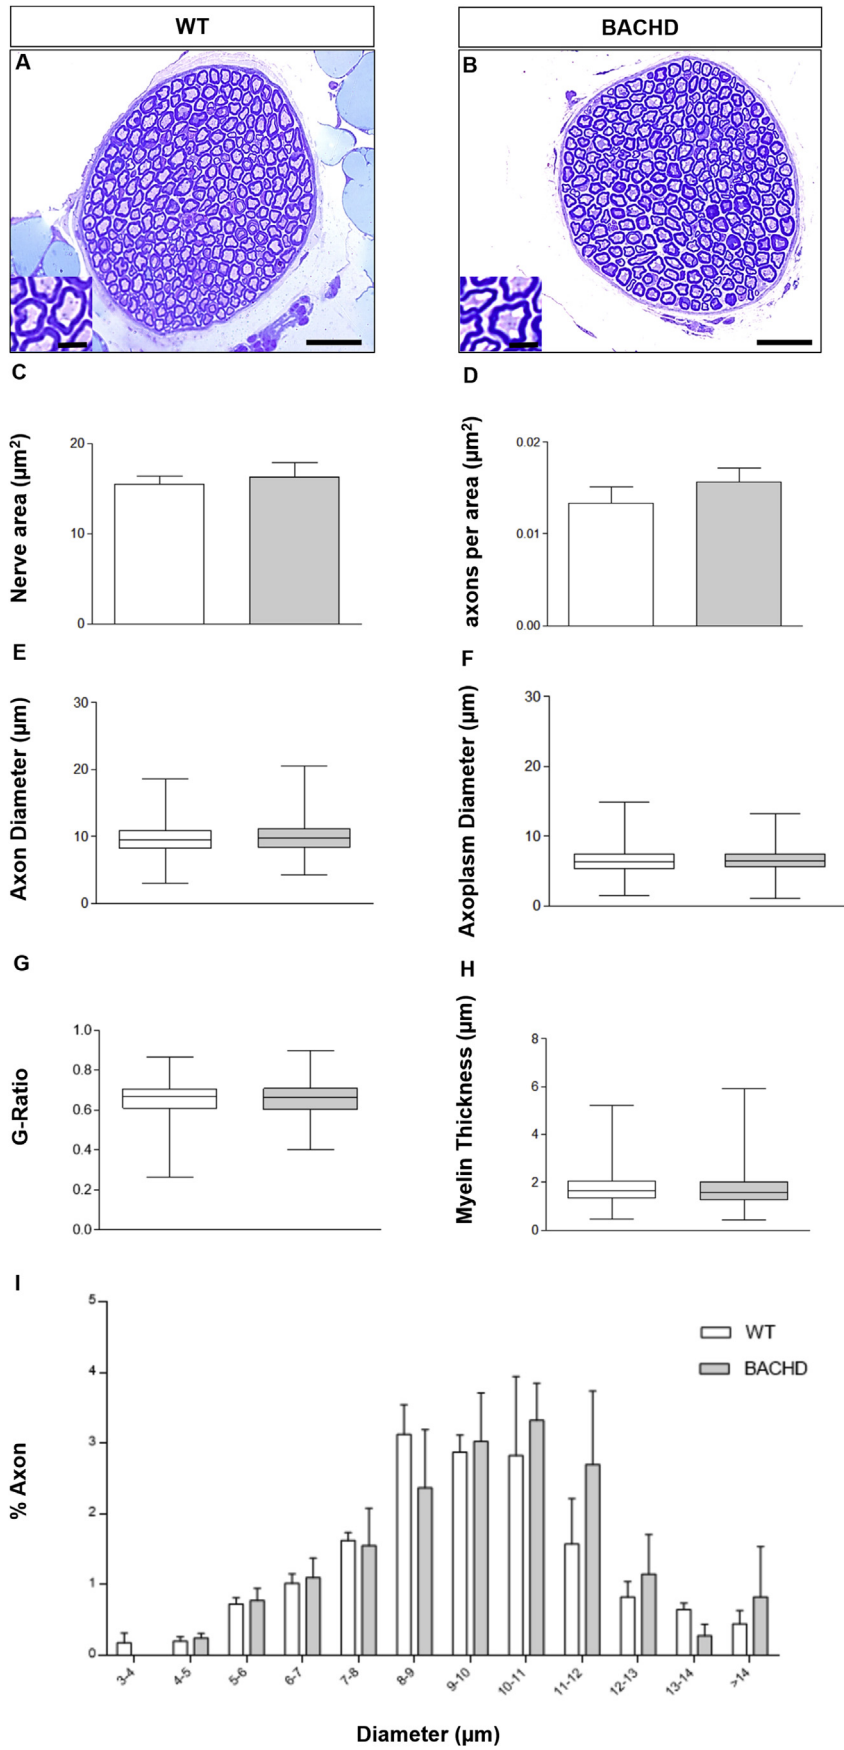 WT
BACHD
A
B
C
D
Nerve area (µm²)
20
10
0
axons per area (µm²)
0.02
0.01
0.00
E
F
Axon Diameter (µm)
30
20
10
0
Axoplasm Diameter (µm)
30
20
10
0
G
H
G-Ratio
1.0
0.8
0.6
0.4
0.2
0.0
Myelin Thickness (µm)
8
6
4
2
0
I
% Axon
5
4
3
2
1
0
WT
BACHD
3-4
4-5
5-6
6-7
7-8
8-9
9-10
10-11
11-12
12-13
13-14
>14
Diameter (µm)